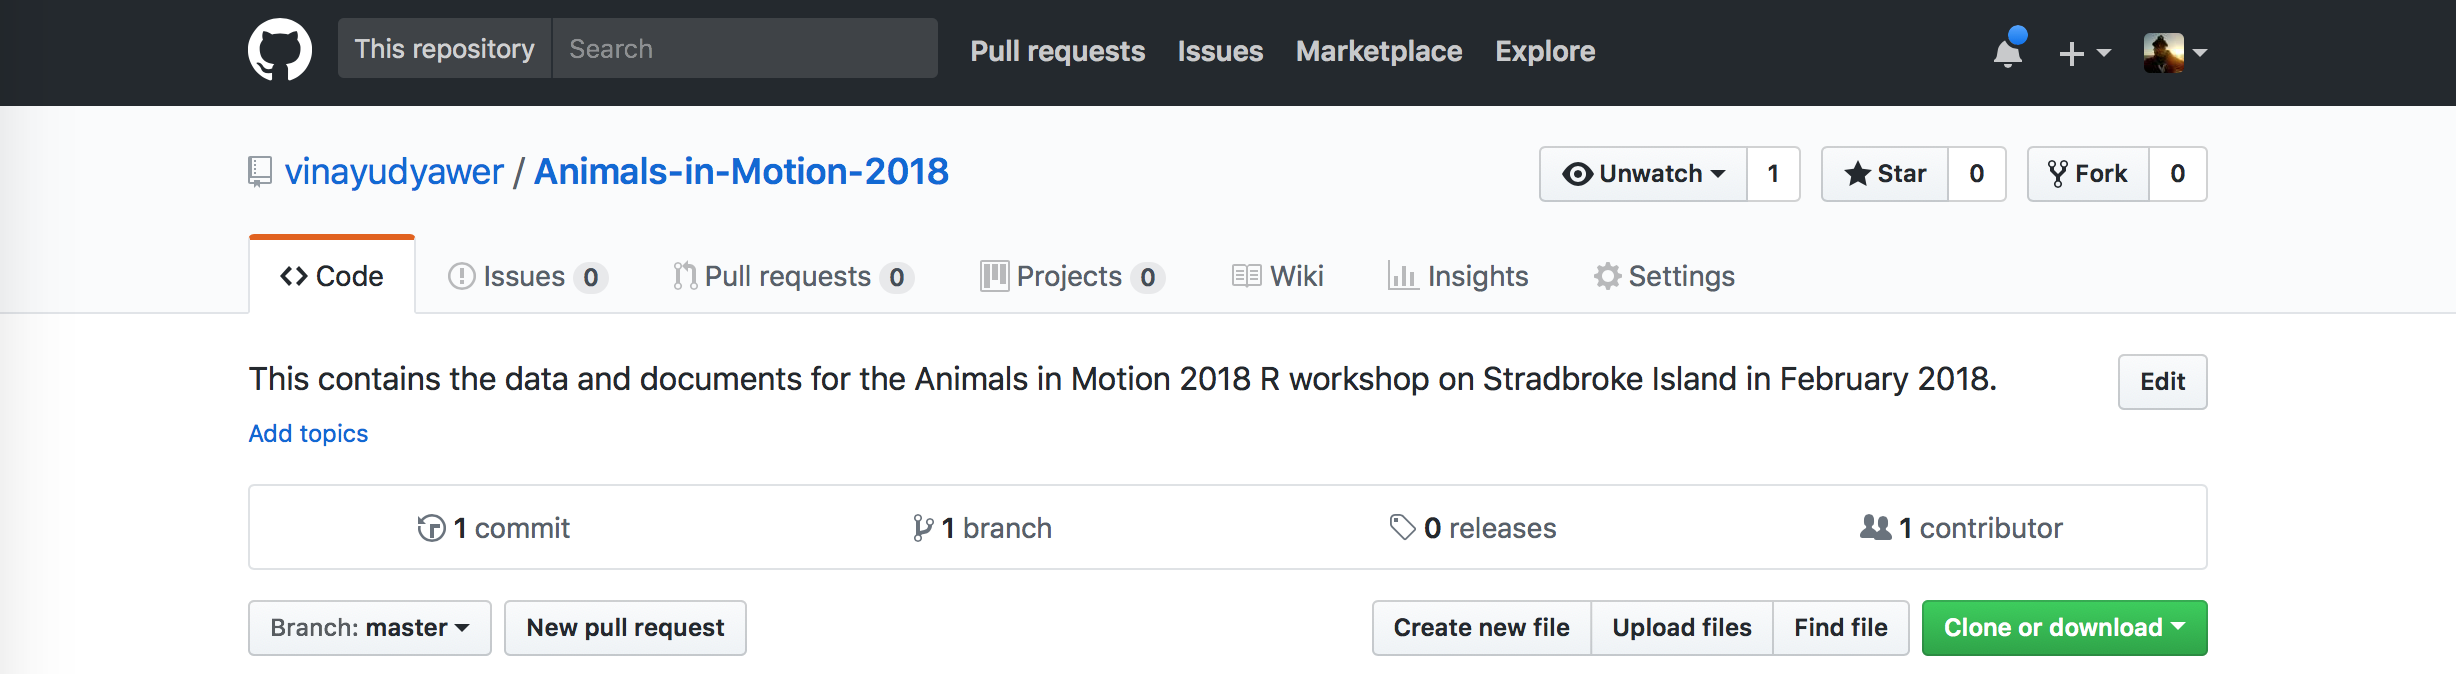 This repository Search Pull requests Issues Marketplace Explore
vinayudyawer / Animals-in-Motion-2018 Unwatch 1 Star 0 Fork 0
Code Issues 0 Pull requests 0 Projects 0 Wiki Insights Settings
This contains the data and documents for the Animals in Motion 2018 R workshop on Stradbroke Island in February 2018. Edit
Add topics
1 commit 1 branch 0 releases 1 contributor
Branch: master New pull request Create new file Upload files Find file Clone or download